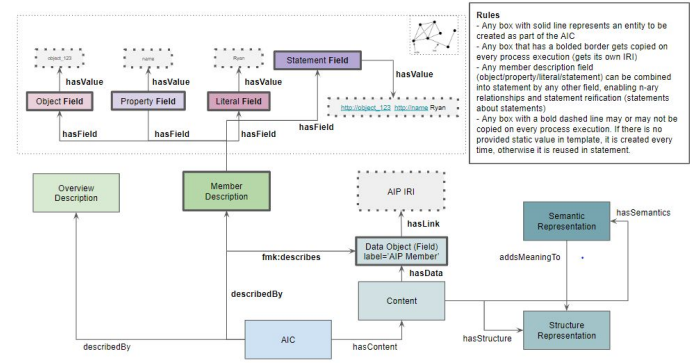 Rules
- Any box with solid line represents an entity to be
created as part of the AIC
- Any box that has a bolded border gets copied on
every process execution (gets its own IRI)
- Any member description field
(object/property/literal/statement) can be combined
into statement by any other field, enabling n-ary
relationships and statement reification (statements
about statements)
- Any box with a bold dashed line may or may not be
copied on every process execution. If there is no
provided static value in template, it is created every
time, otherwise it is reused in statement.
object_123
name
Ryan
Statement Field
hasValue
hasValue
hasValue
hasValue
Object Field
Property Field
Literal Field
http://object_123 http://name Ryan
hasField
hasField
hasField
hasField
Overview
Description
Member
Description
AIP IRI
hasLink
Semantic
Representation
hasSemantics
Data Object (Field)
label='AIP Member'
fmk:describes
addsMeaningTo
hasData
describedBy
Content
Structure
Representation
hasStructure
describedBy
AIC
hasContent